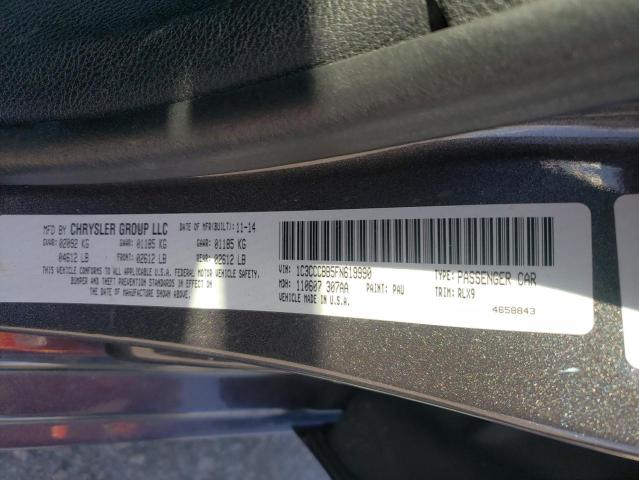 MFD BY CHRYSLER GROUP LLC DATE OF MFR(BUILT): 11-14
GVWR: 02092 KG GAWR: 01185 KG GAWR: 01185 KG
04612 LB FRONT: 02612 LB REAR: 02612 LB
THIS VEHICLE CONFORMS TO ALL APPLICABLE U.S.A. FEDERAL MOTOR VEHICLE SAFETY,
BUMPER AND THEFT PREVENTION STANDARDS IN EFFECT ON THE DATE OF
MANUFACTURE SHOWN ABOVE.
VIN: 1C3CCCBB5FN619990 TYPE: PASSENGER CAR
MDH: 110607 307AA PAINT: PAU TRIM: RLX9
VEHICLE MADE IN U.S.A.
4658843